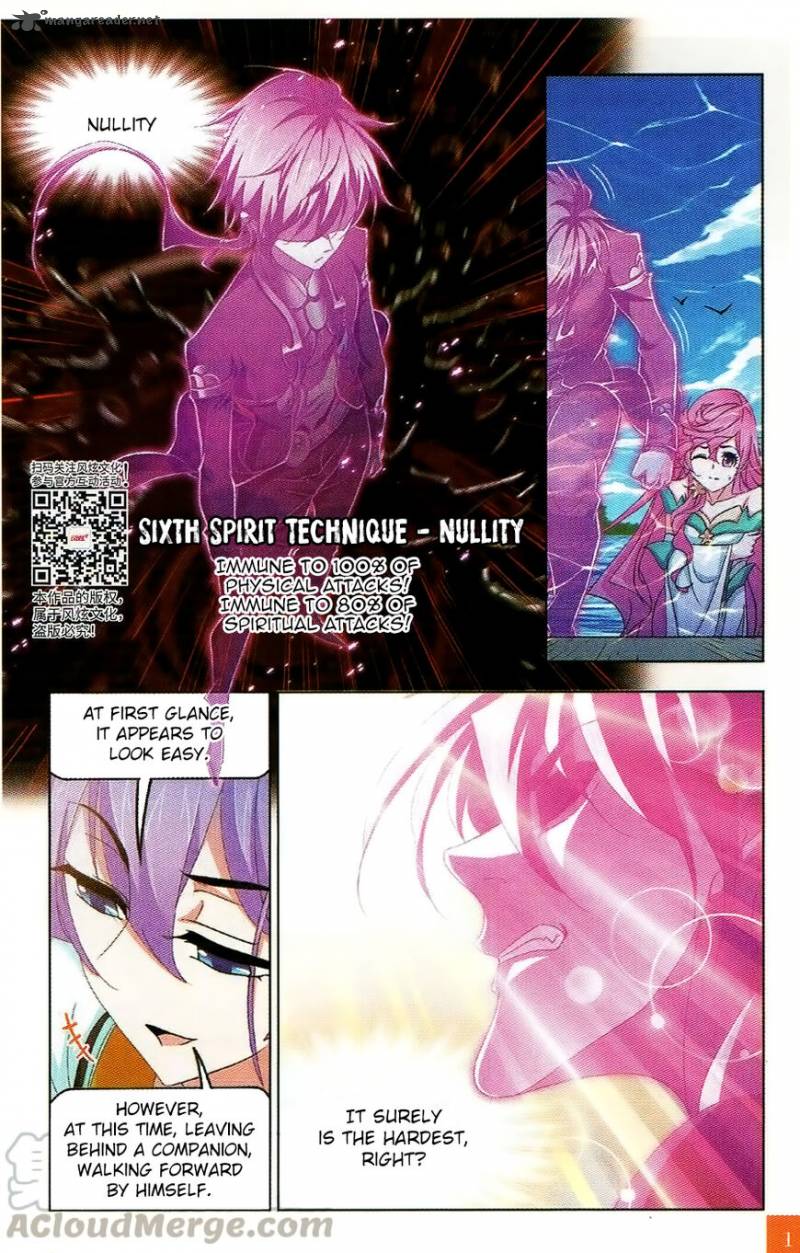 mangareader.net
NULLITY
扫码关注风炫文化
参与官方互动活动!
本作品的版权,
属于风炫文化,
盗版必究!
SIXTH SPIRIT TECHNIQUE - NULLITY
IMMUNE TO 100% OF
PHYSICAL ATTACKS!
IMMUNE TO 80% OF
SPIRITUAL ATTACKS!
AT FIRST GLANCE,
IT APPEARS TO
LOOK EASY.
HOWEVER,
AT THIS TIME, LEAVING
BEHIND A COMPANION,
WALKING FORWARD
BY HIMSELF.
IT SURELY
IS THE HARDEST,
RIGHT?
ACloudMerge.com
1